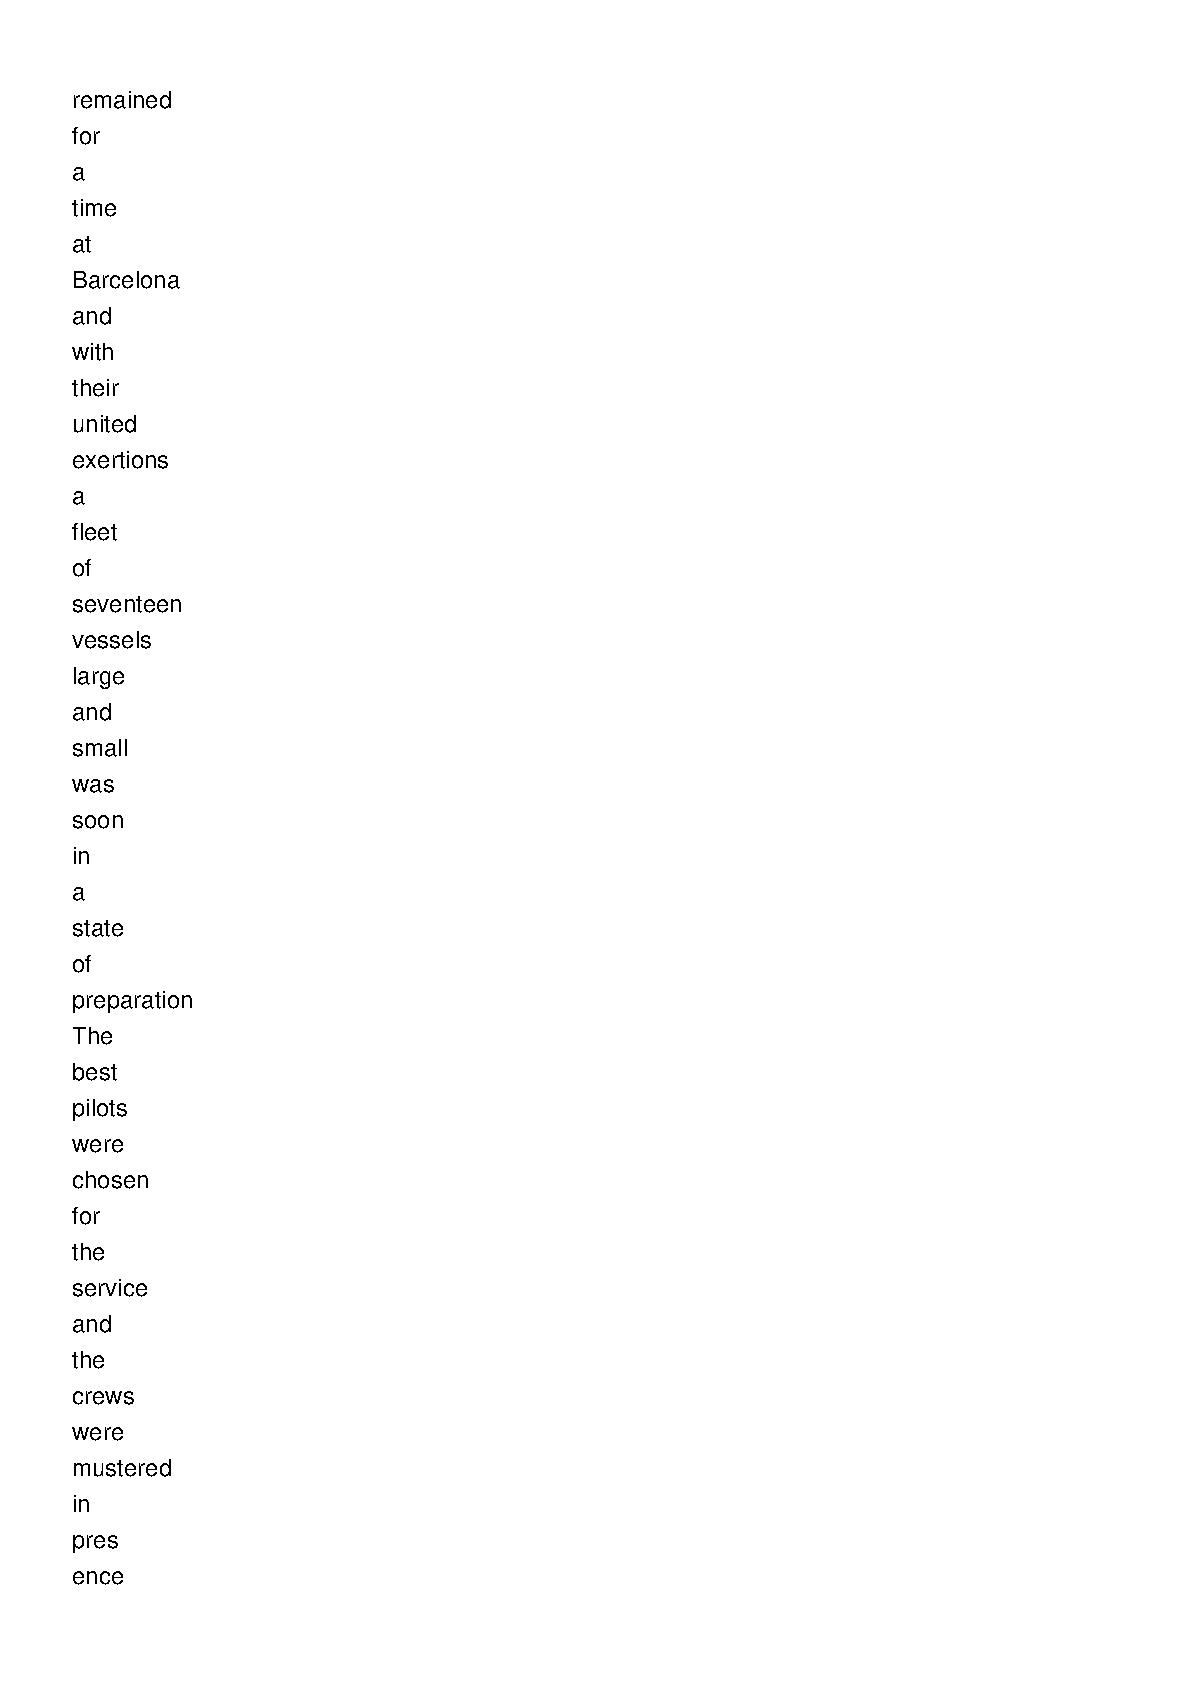 remained
for
a
time
at
Barcelona
and
with
their
united
exertions
a
fleet
of
seventeen
vessels
large
and
small
was
soon
in
a
state
of
preparation
The
best
pilots
were
chosen
for
the
service
and
the
crews
were
mustered
in
pres
ence